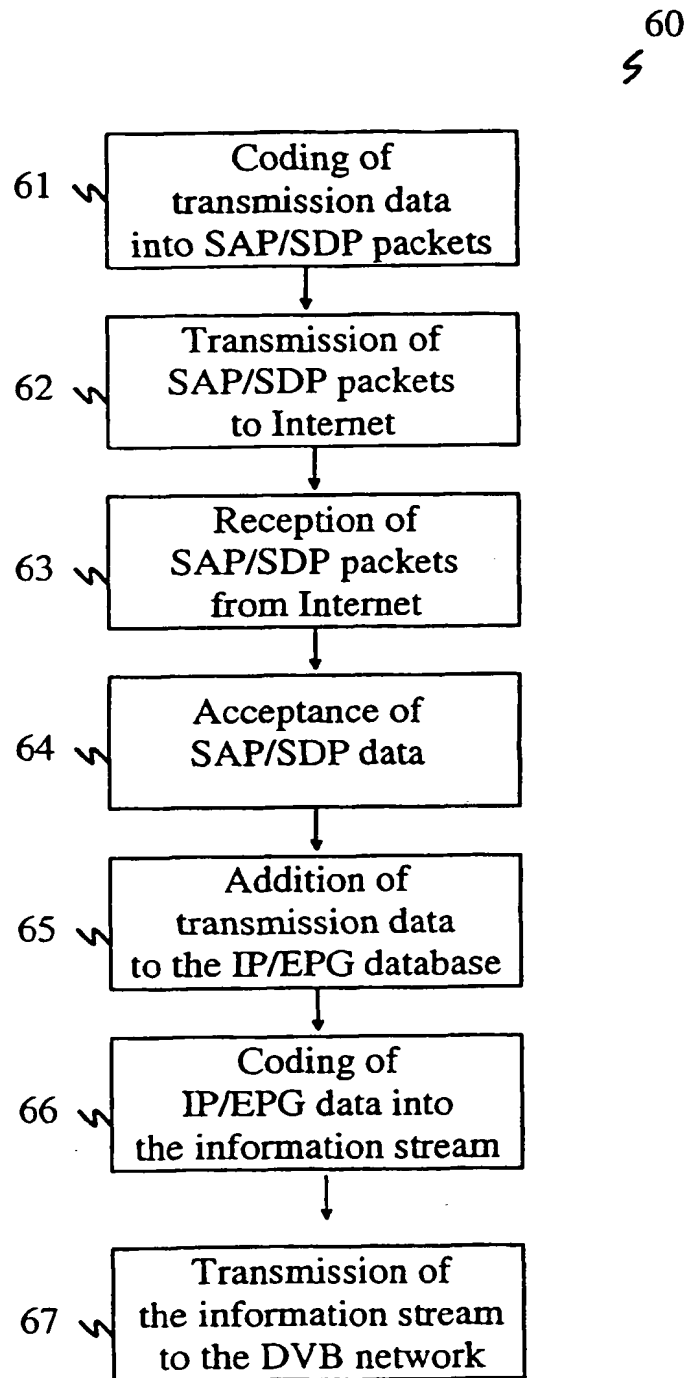 60
61
Coding of
transmission data
into SAP/SDP packets
62
Transmission of
SAP/SDP packets
to Internet
63
Reception of
SAP/SDP packets
from Internet
64
Acceptance of
SAP/SDP data
65
Addition of
transmission data
to the IP/EPG database
66
Coding of
IP/EPG data into
the information stream
67
Transmission of
the information stream
to the DVB network